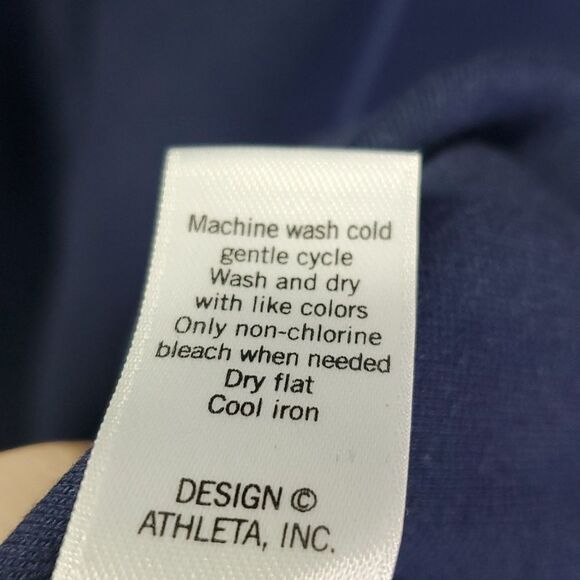 Machine wash cold
gentle cycle
Wash and dry
with like colors
Only non-chlorine
bleach when needed
Dry flat
Cool iron
DESIGN ©
ATHLETA, INC.